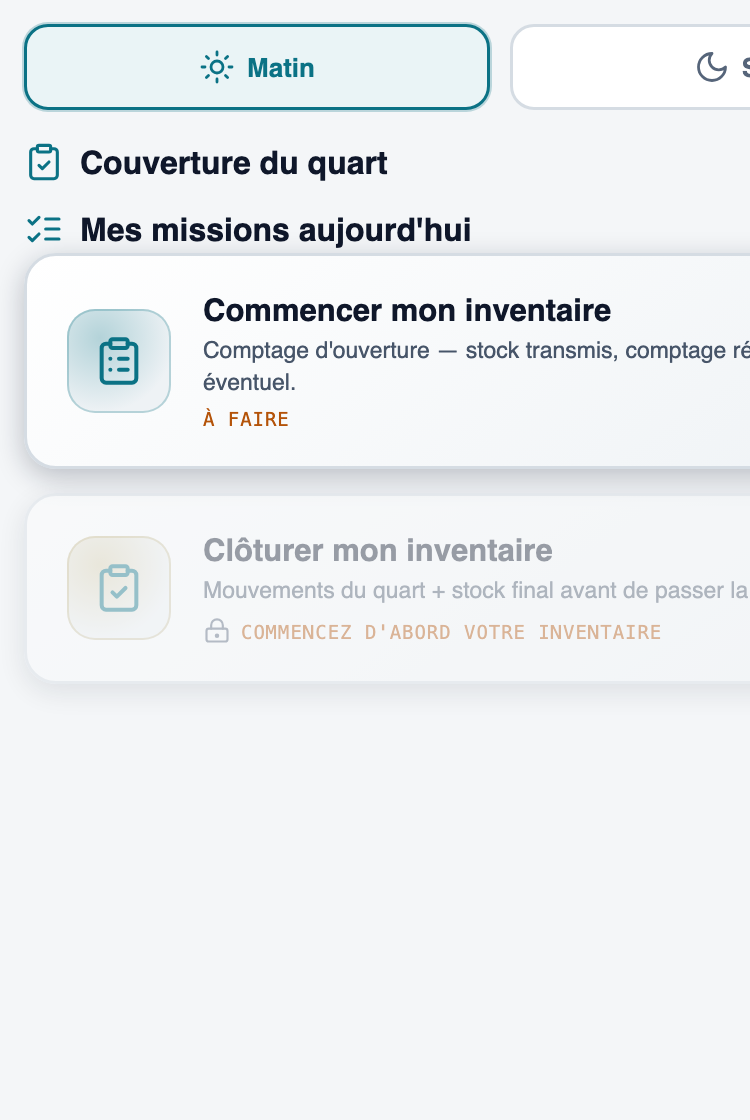 Matin
Couverture du quart
Mes missions aujourd'hui
Commencer mon inventaire
Comptage d'ouverture — stock transmis, comptage
éventuel.
À FAIRE
Clôturer mon inventaire
Mouvements du quart + stock final avant de passer la
COMMENCEZ D'ABORD VOTRE INVENTAIRE